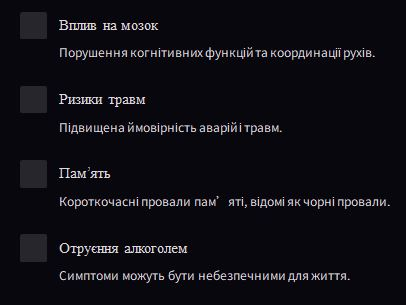 Вплив на мозок
Порушення когнітивних функцій та координації рухів.
Ризики травм
Підвищена ймовірність аварій і травм.
Пам’ять
Короткочасні провали пам’яті, відомі як чорні провали.
Отруєння алкоголем
Симптоми можуть бути небезпечними для життя.